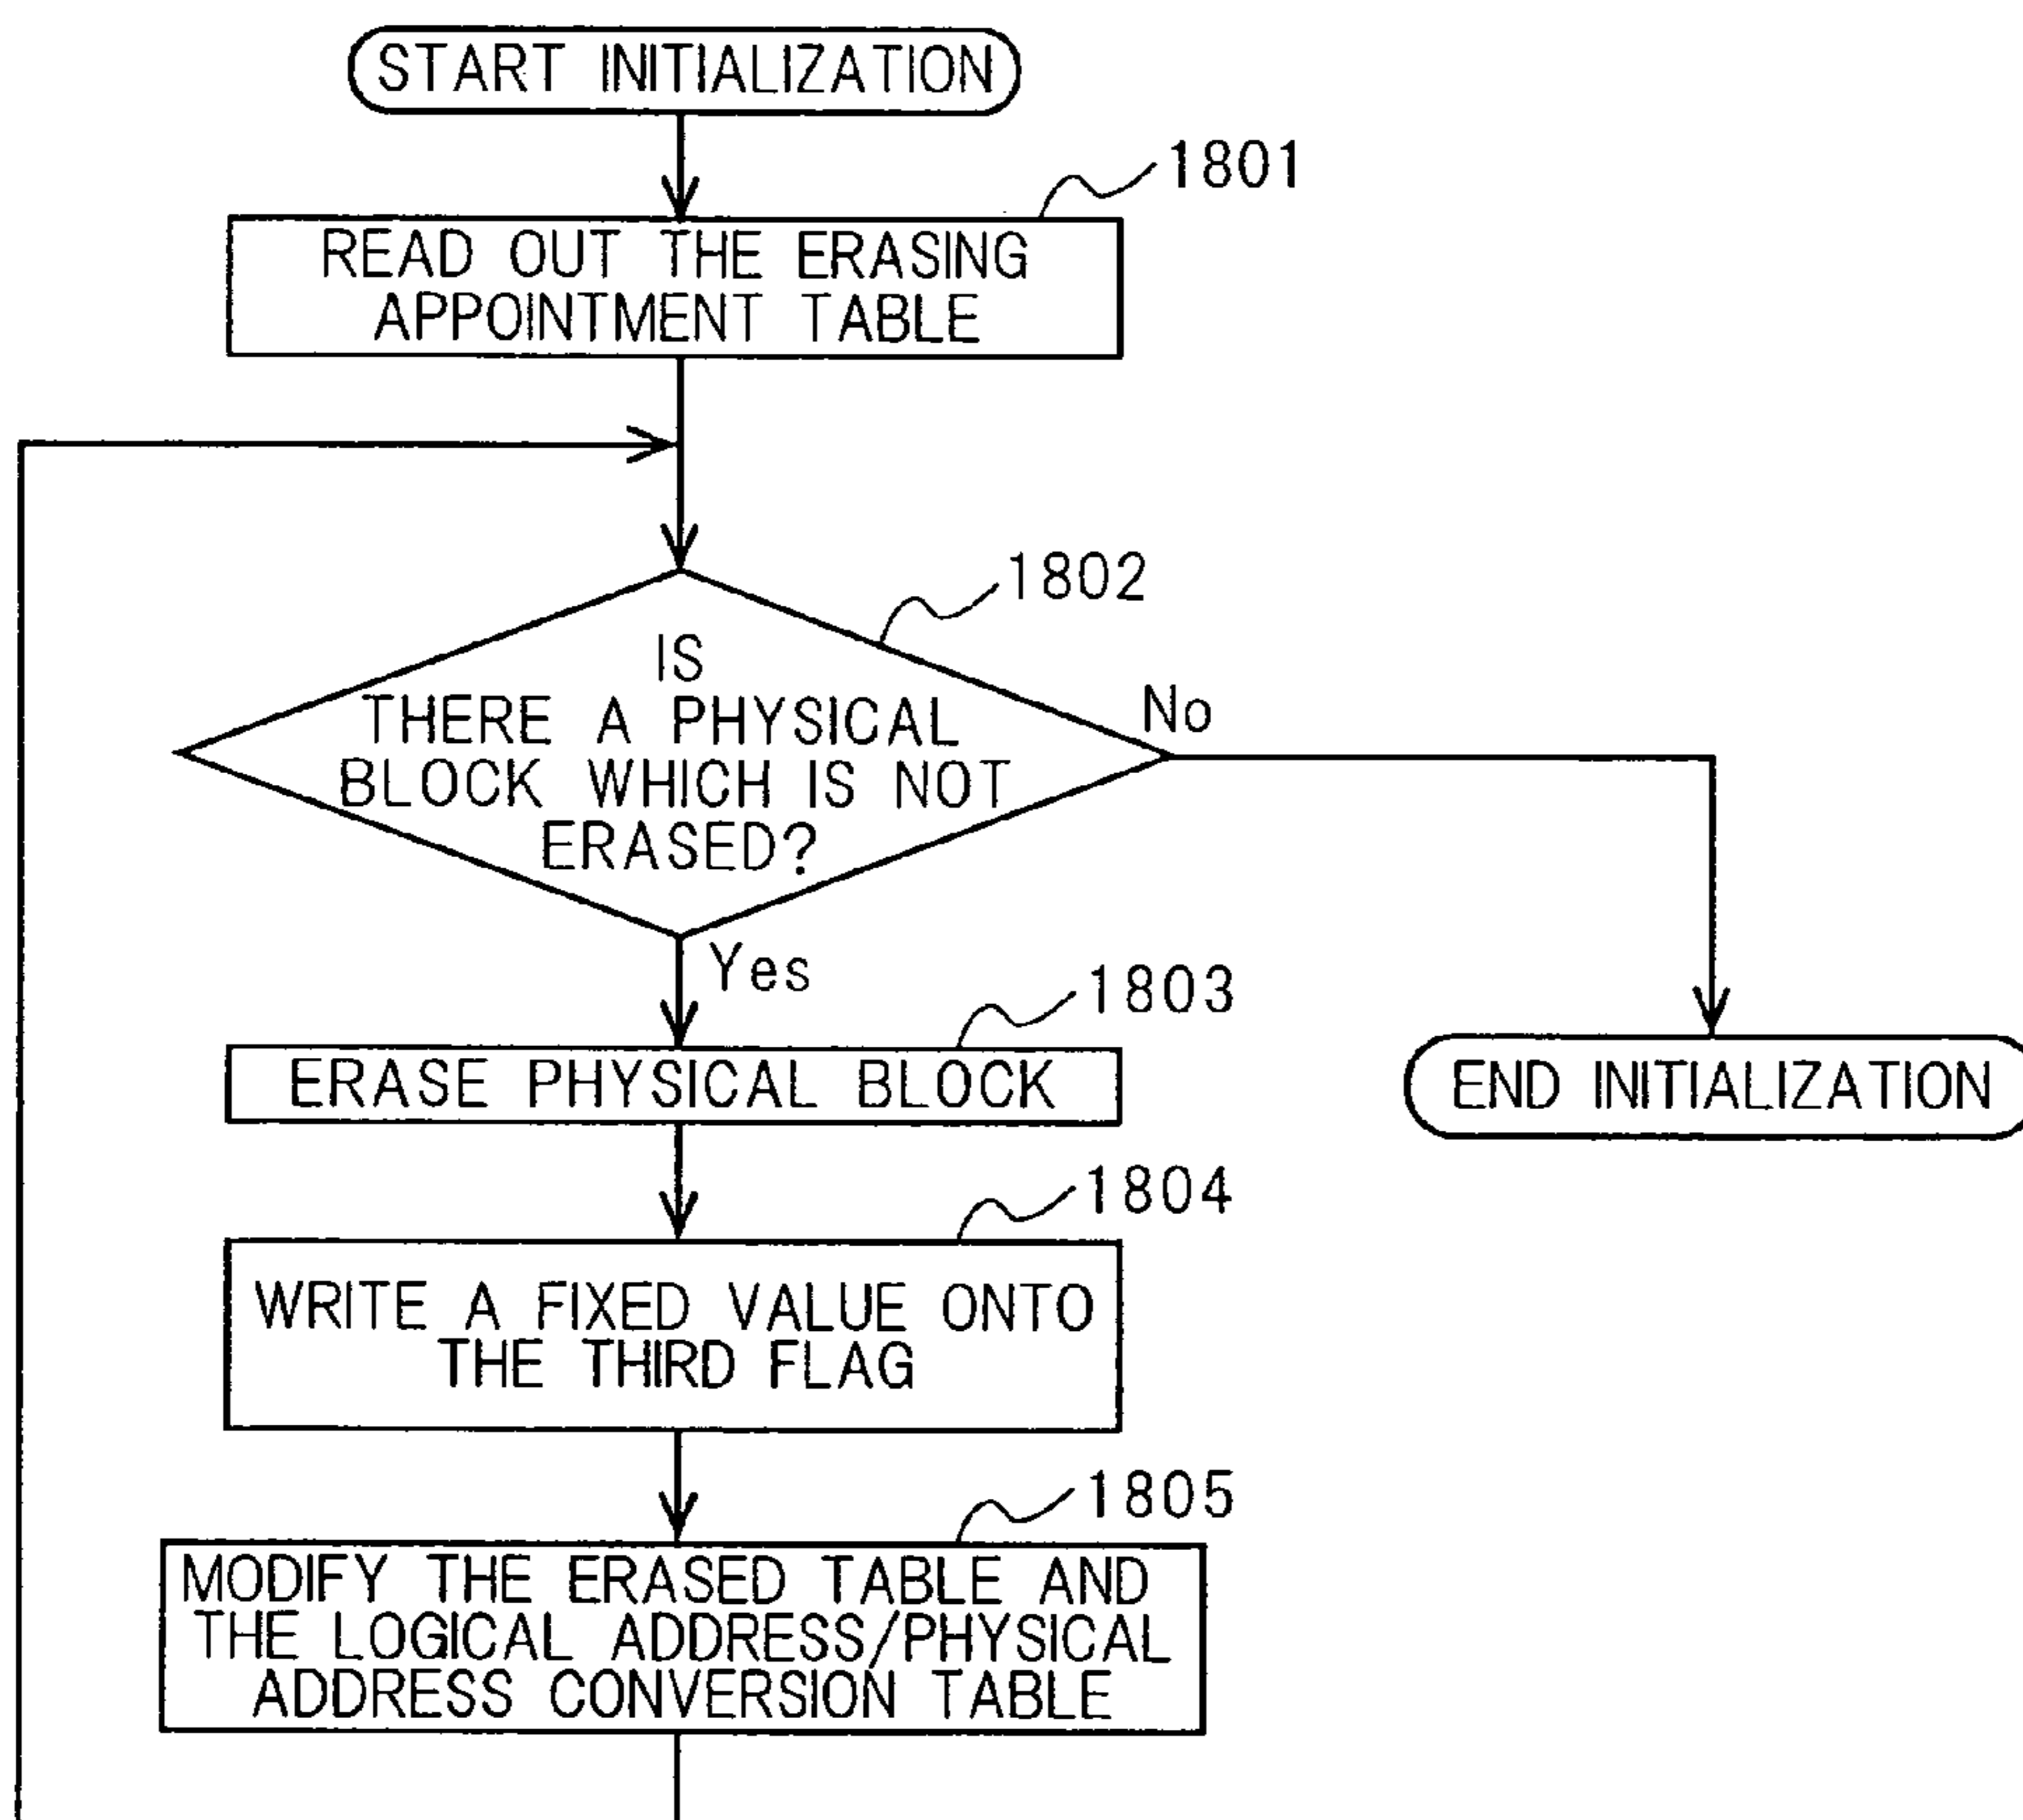 START INITIALIZATION
1801
READ OUT THE ERASING
APPOINTMENT TABLE
1802
IS
THERE A PHYSICAL
BLOCK WHICH IS NOT
ERASED?
No
Yes
1803
ERASE PHYSICAL BLOCK
END INITIALIZATION
1804
WRITE A FIXED VALUE ONTO
THE THIRD FLAG
1805
MODIFY THE ERASED TABLE AND
THE LOGICAL ADDRESS/PHYSICAL
ADDRESS CONVERSION TABLE